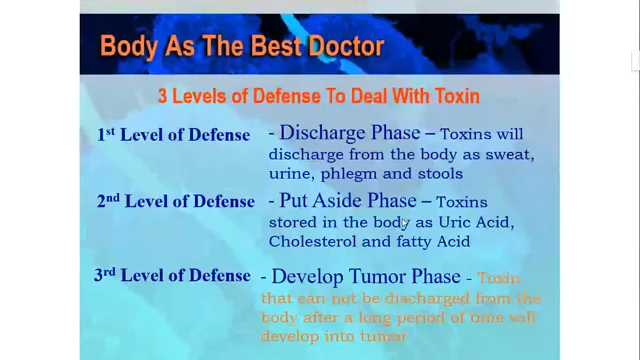 Body As The Best Doctor
3 Levels of Defense To Deal With Toxin
1st Level of Defense - Discharge Phase – Toxins will
discharge from the body as sweat,
urine, phlegm and stools
2nd Level of Defense - Put Aside Phase – Toxins
stored in the body as Uric Acid,
Cholesterol and fatty Acid
3rd Level of Defense - Develop Tumor Phase - Toxin
that can not be discharged from the
body after a long period of time will
develop into tumor